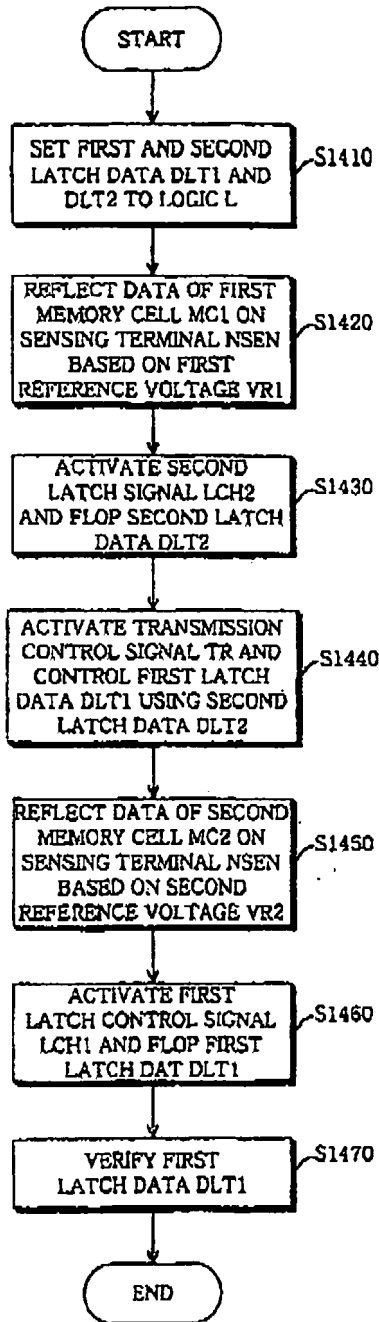 START
SET FIRST AND SECOND
LATCH DATA DLT1 AND
DLT2 TO LOGIC L
S1410
REFLECT DATA OF FIRST
MEMORY CELL MC1 ON
SENSING TERMINAL NSEN
BASED ON FIRST
REFERENCE VOLTAGE VR1
S1420
ACTIVATE SECOND
LATCH SIGNAL LCH2
AND FLOP SECOND LATCH
DATA DLT2
S1430
ACTIVATE TRANSMISSION
CONTROL SIGNAL TR AND
CONTROL FIRST LATCH
DATA DLT1 USING SECOND
LATCH DATA DLT2
S1440
REFLECT DATA OF SECOND
MEMORY CELL MC2 ON
SENSING TERMINAL NSEN
BASED ON SECOND
REFERENCE VOLTAGE VR2
S1450
ACTIVATE FIRST
LATCH CONTROL SIGNAL
LCH1 AND FLOP FIRST
LATCH DAT DLT1
S1460
VERIFY FIRST
LATCH DATA DLT1
S1470
END